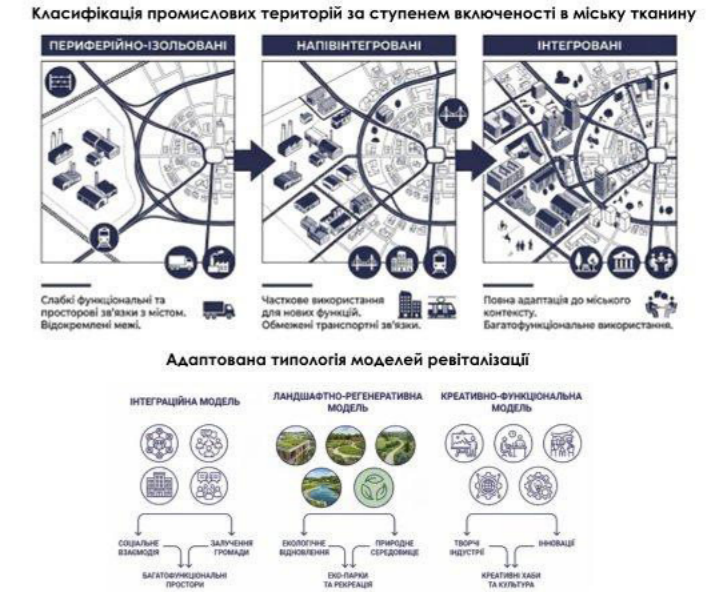 Класифікація промислових територій за ступенем включеності в міську тканину
ПЕРИФЕРІЙНО-ІЗОЛЬОВАНІ
НАПІВІНТЕГРОВАНІ
ІНТЕГРОВАНІ
Слабкі функціональні та
просторові зв'язки з містом.
Відокремлені межі.
Часткове використання
для нових функцій.
Обмежені транспортні зв'язки.
Повна адаптація до міського
контексту.
Багатофункціональне використання.
Адаптована типологія моделей ревіталізації
ІНТЕГРАЦІЙНА МОДЕЛЬ
ЛАНДШАФТНО-РЕГЕНЕРАТИВНА
МОДЕЛЬ
КРЕАТИВНО-ФУНКЦІОНАЛЬНА
МОДЕЛЬ
СОЦІАЛЬНЕ
ВЗАЄМОДІЯ
ЗАЛУЧЕННЯ
ГРОМАДИ
БАГАТОФУНКЦІОНАЛЬНІ
ПРОСТОРИ
ЕКОЛОГІЧНЕ
ВІДНОВЛЕННЯ
ПРИРОДНЕ
СЕРЕДОВИЩЕ
ЕКО-ПАРКИ
ТА РЕКРЕАЦІЯ
ТВОРЧІ
ІНДУСТРІЇ
ІННОВАЦІЇ
КРЕАТИВНІ ХАБИ
ТА КУЛЬТУРА